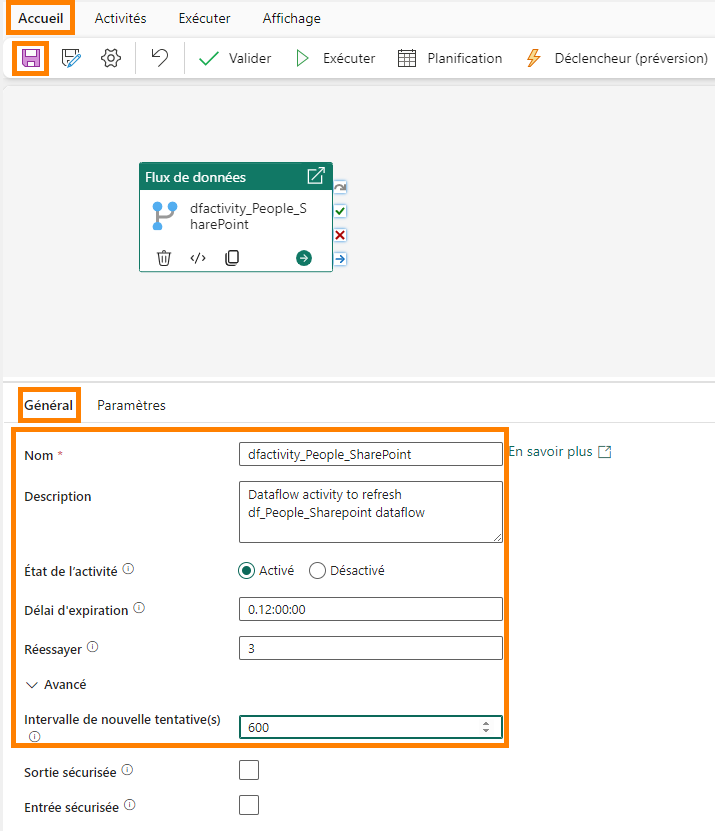 Accueil Activités Exécuter Affichage
Valider Exécuter Planification Déclencheur (préversion)
Flux de données
dfactivity_People_S
harePoint
Général Paramètres
Nom * dfactivity_People_SharePoint En savoir plus
Description Dataflow activity to refresh
df_People_Sharepoint dataflow
État de l'activité Activé Désactivé
Délai d'expiration 0.12:00:00
Réessayer 3
Avancé
Intervalle de nouvelle tentative(s) 600
Sortie sécurisée
Entrée sécurisée